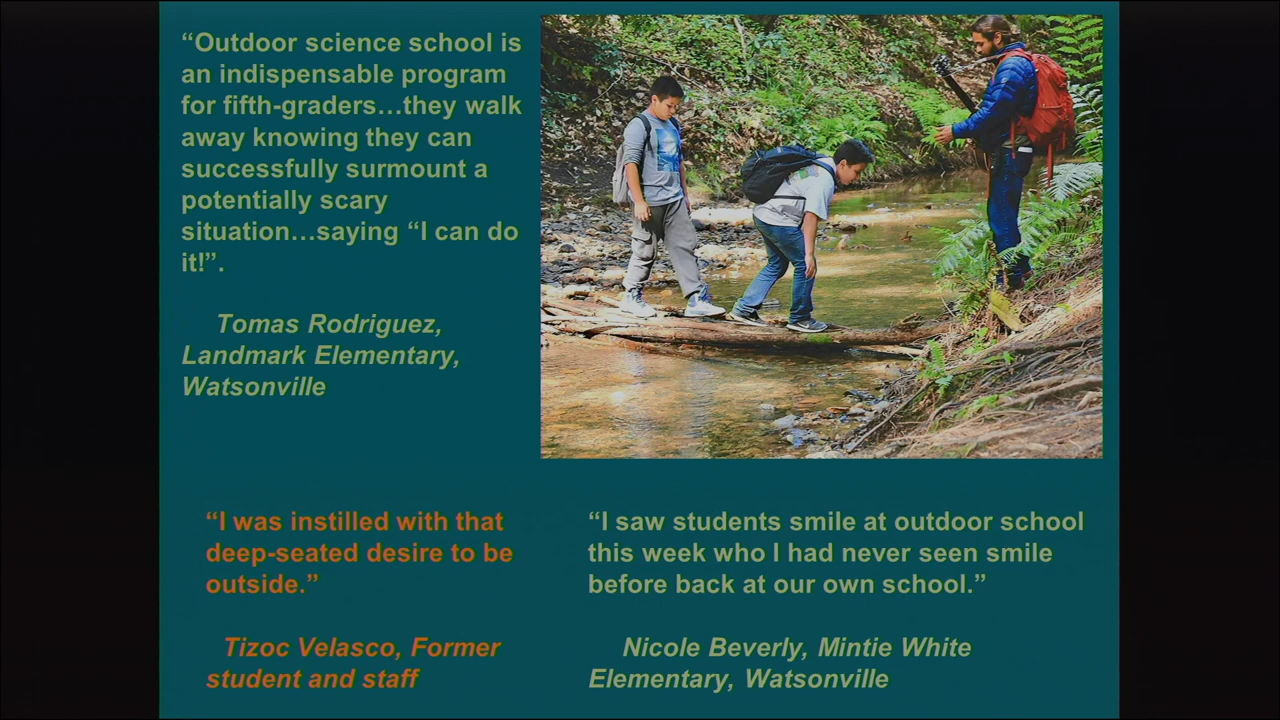 “Outdoor science school is
an indispensable program
for fifth-graders…they walk
away knowing they can
successfully surmount a
potentially scary
situation…saying “I can do
it!”.
Tomas Rodriguez,
Landmark Elementary,
Watsonville
“I was instilled with that
deep-seated desire to be
outside.”
Tizoc Velasco, Former
student and staff
“I saw students smile at outdoor school
this week who I had never seen smile
before back at our own school.”
Nicole Beverly, Mintie White
Elementary, Watsonville